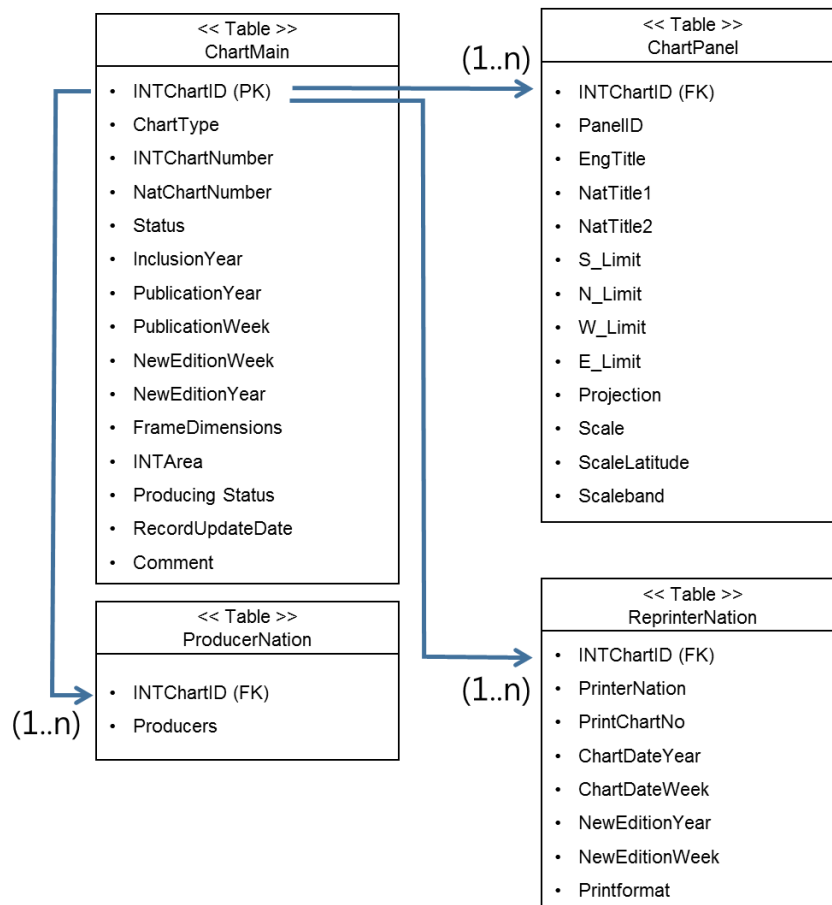 << Table >>
ChartMain
• INTChartID (PK)
• ChartType
• INTChartNumber
• NatChartNumber
• Status
• InclusionYear
• PublicationYear
• PublicationWeek
• NewEditionWeek
• NewEditionYear
• FrameDimensions
• INTArea
• Producing Status
• RecordUpdateDate
• Comment
(1..n)
<< Table >>
ChartPanel
• INTChartID (FK)
• PanelID
• EngTitle
• NatTitle1
• NatTitle2
• S_Limit
• N_Limit
• W_Limit
• E_Limit
• Projection
• Scale
• ScaleLatitude
• Scaleband
<< Table >>
ProducerNation
• INTChartID (FK)
• Producers
(1..n)
<< Table >>
ReprinterNation
• INTChartID (FK)
• PrinterNation
• PrintChartNo
• ChartDateYear
• ChartDateWeek
• NewEditionYear
• NewEditionWeek
• Printformat
(1..n)